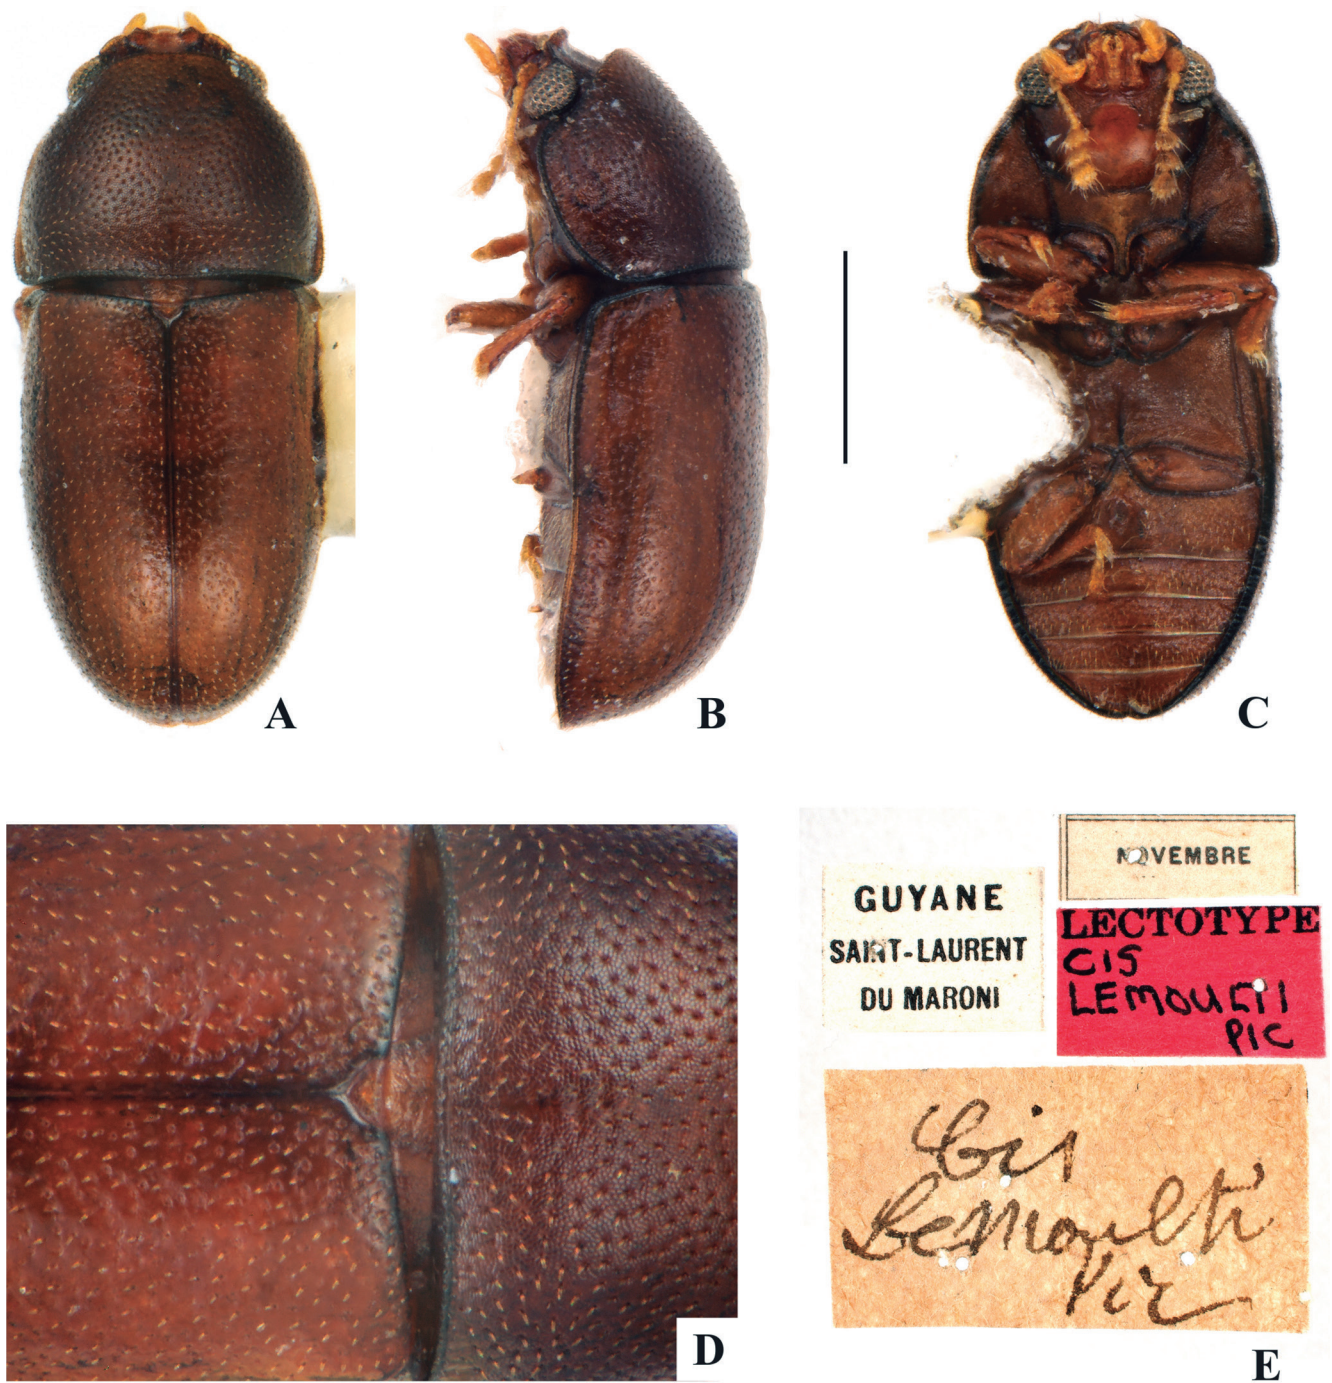 A
B
C
D
GUYANE
SAINT-LAURENT
DU MARONI
NOVEMBRE
LECTOTYPE
CIS
LEMOULTI
PIC
Cis
Lemoulti
Pic
E